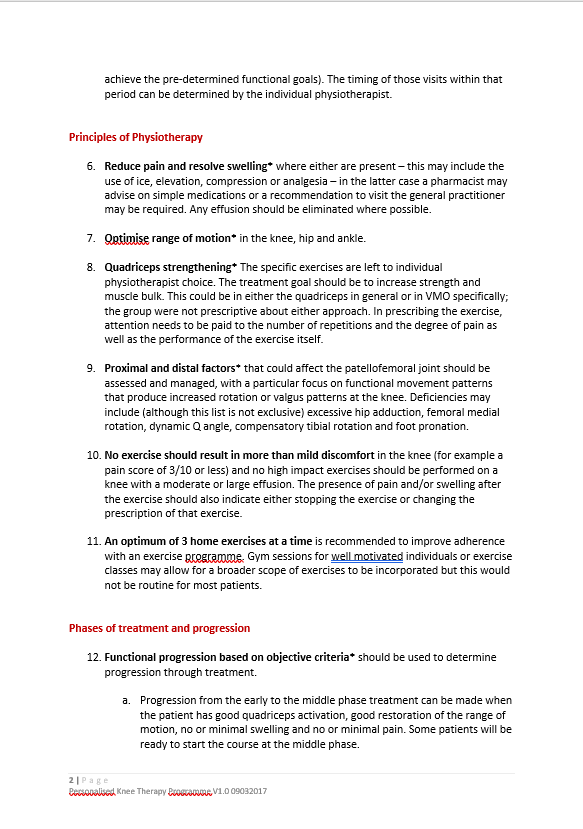 achieve the pre-determined functional goals). The timing of those visits within that
period can be determined by the individual physiotherapist.
Principles of Physiotherapy
6. Reduce pain and resolve swelling* where either are present – this may include the
use of ice, elevation, compression or analgesia – in the latter case a pharmacist may
advise on simple medications or a recommendation to visit the general practitioner
may be required. Any effusion should be eliminated where possible.
7. Optimise range of motion* in the knee, hip and ankle.
8. Quadriceps strengthening* The specific exercises are left to individual
physiotherapist choice. The treatment goal should be to increase strength and
muscle bulk. This could be in either the quadriceps in general or in VMO specifically;
the group were not prescriptive about either approach. In prescribing the exercise,
attention needs to be paid to the number of repetitions and the degree of pain as
well as the performance of the exercise itself.
9. Proximal and distal factors* that could affect the patellofemoral joint should be
assessed and managed, with a particular focus on functional movement patterns
that produce increased rotation or valgus patterns at the knee. Deficiencies may
include (although this list is not exclusive) excessive hip adduction, femoral medial
rotation, dynamic Q angle, compensatory tibial rotation and foot pronation.
10. No exercise should result in more than mild discomfort in the knee (for example a
pain score of 3/10 or less) and no high impact exercises should be performed on a
knee with a moderate or large effusion. The presence of pain and/or swelling after
the exercise should also indicate either stopping the exercise or changing the
prescription of that exercise.
11. An optimum of 3 home exercises at a time is recommended to improve adherence
with an exercise programme. Gym sessions for well motivated individuals or exercise
classes may allow for a broader scope of exercises to be incorporated but this would
not be routine for most patients.
Phases of treatment and progression
12. Functional progression based on objective criteria* should be used to determine
progression through treatment.
a. Progression from the early to the middle phase treatment can be made when
the patient has good quadriceps activation, good restoration of the range of
motion, no or minimal swelling and no or minimal pain. Some patients will be
ready to start the course at the middle phase.
2 | Page
Personalised Knee Therapy Programme V1.0 09032017